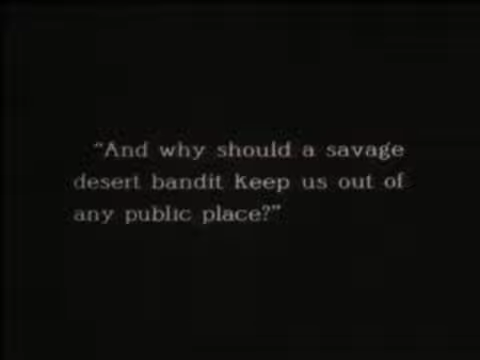 “And why should a savage
desert bandit keep us out of
any public place?”